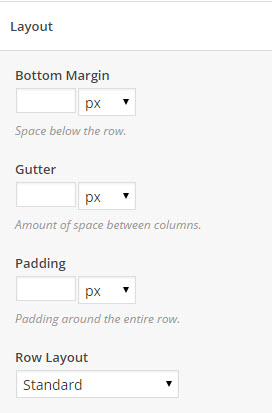 Layout
Bottom Margin
px
Space below the row.
Gutter
px
Amount of space between columns.
Padding
px
Padding around the entire row.
Row Layout
Standard